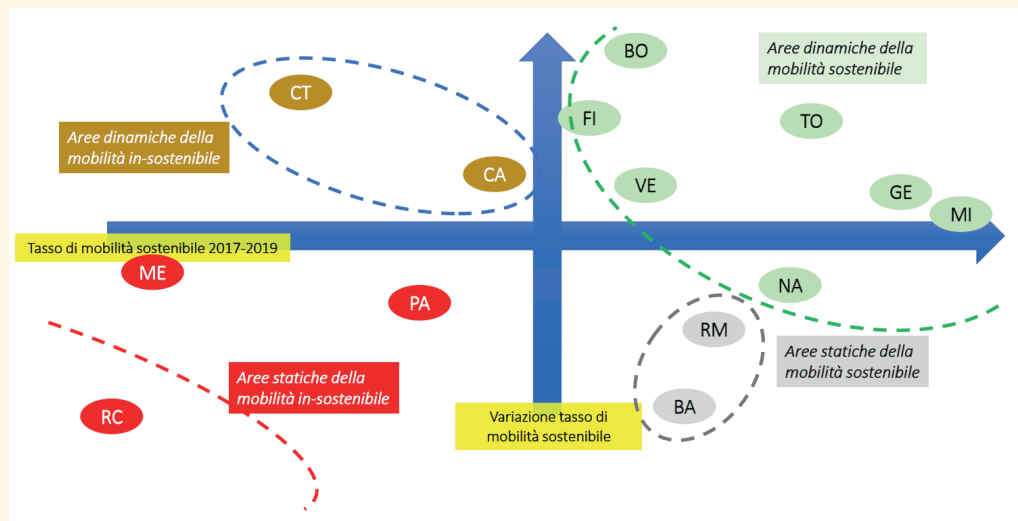 BO
Aree dinamiche della
mobilità sostenibile
CT
FI
TO
Aree dinamiche della
mobilità in-sostenibile
CA
VE
GE
MI
Tasso di mobilità sostenibile 2017-2019
ME
NA
PA
RM
Aree statiche della
mobilità sostenibile
Aree statiche della
mobilità in-sostenibile
RC
BA
Variazione tasso di
mobilità sostenibile